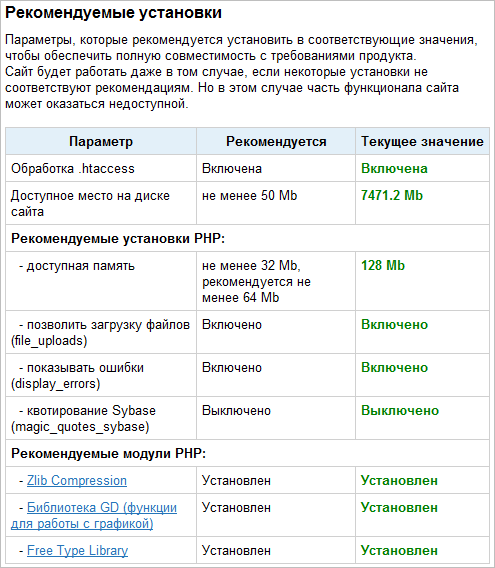 Рекомендуемые установки
Параметры, которые рекомендуется установить в соответствующие значения,
чтобы обеспечить полную совместимость с требованиями продукта.
Сайт будет работать даже в том случае, если некоторые установки не
соответствуют рекомендациям. Но в этом случае часть функционала сайта
может оказаться недоступной.
Параметр Рекомендуется Текущее значение
Обработка .htaccess Включена Включена
Доступное место на диске не менее 50 Mb 7471.2 Mb
сайта
Рекомендуемые установки PHP:
- доступная память не менее 32 Mb, 128 Mb
рекомендуется не
менее 64 Mb
- позволить загрузку файлов Включено Включено
(file_uploads)
- показывать ошибки Включено Включено
(display_errors)
- квотирование Sybase Выключено Выключено
(magic_quotes_sybase)
Рекомендуемые модули PHP:
- Zlib Compression Установлен Установлен
- Библиотека GD (функции Установлен Установлен
для работы с графикой)
- Free Type Library Установлен Установлен